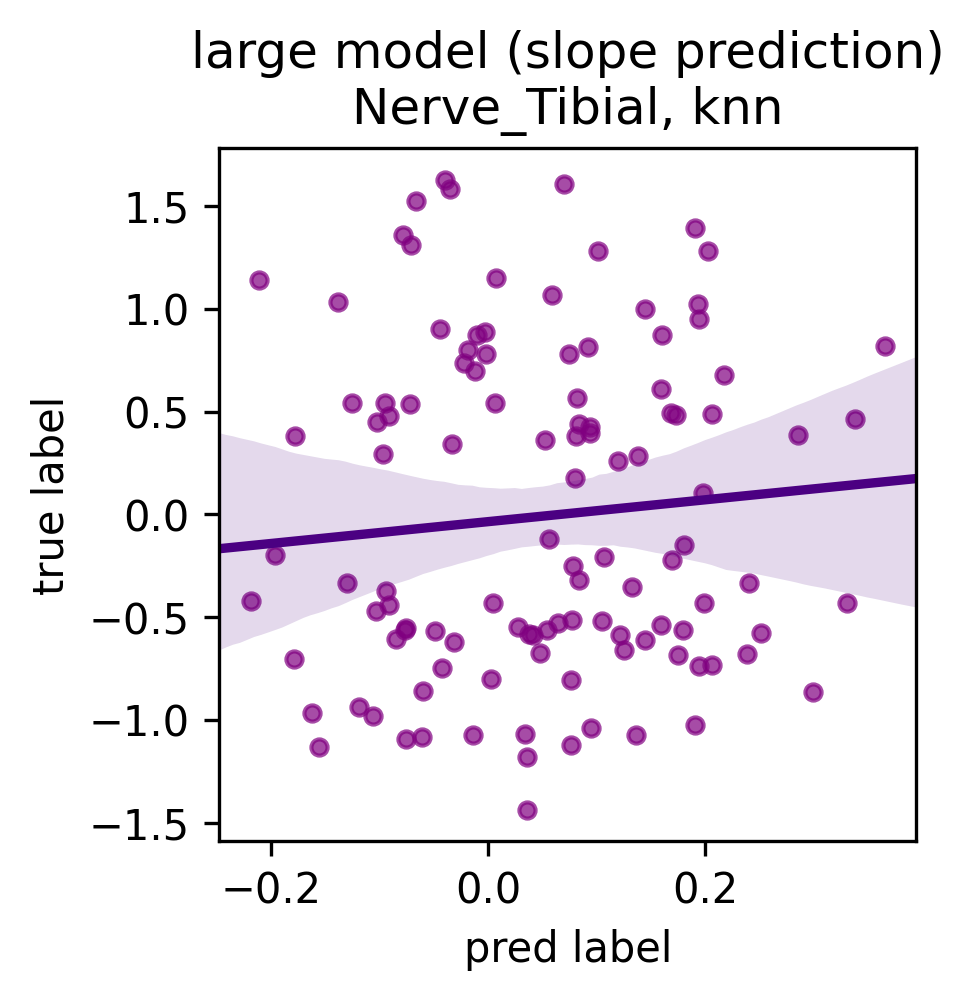 large model (slope prediction)
Nerve_Tibial, knn
1.5
1.0
0.5
0.0
−0.5
−1.0
−1.5
true label
−0.2
0.0
0.2
pred label